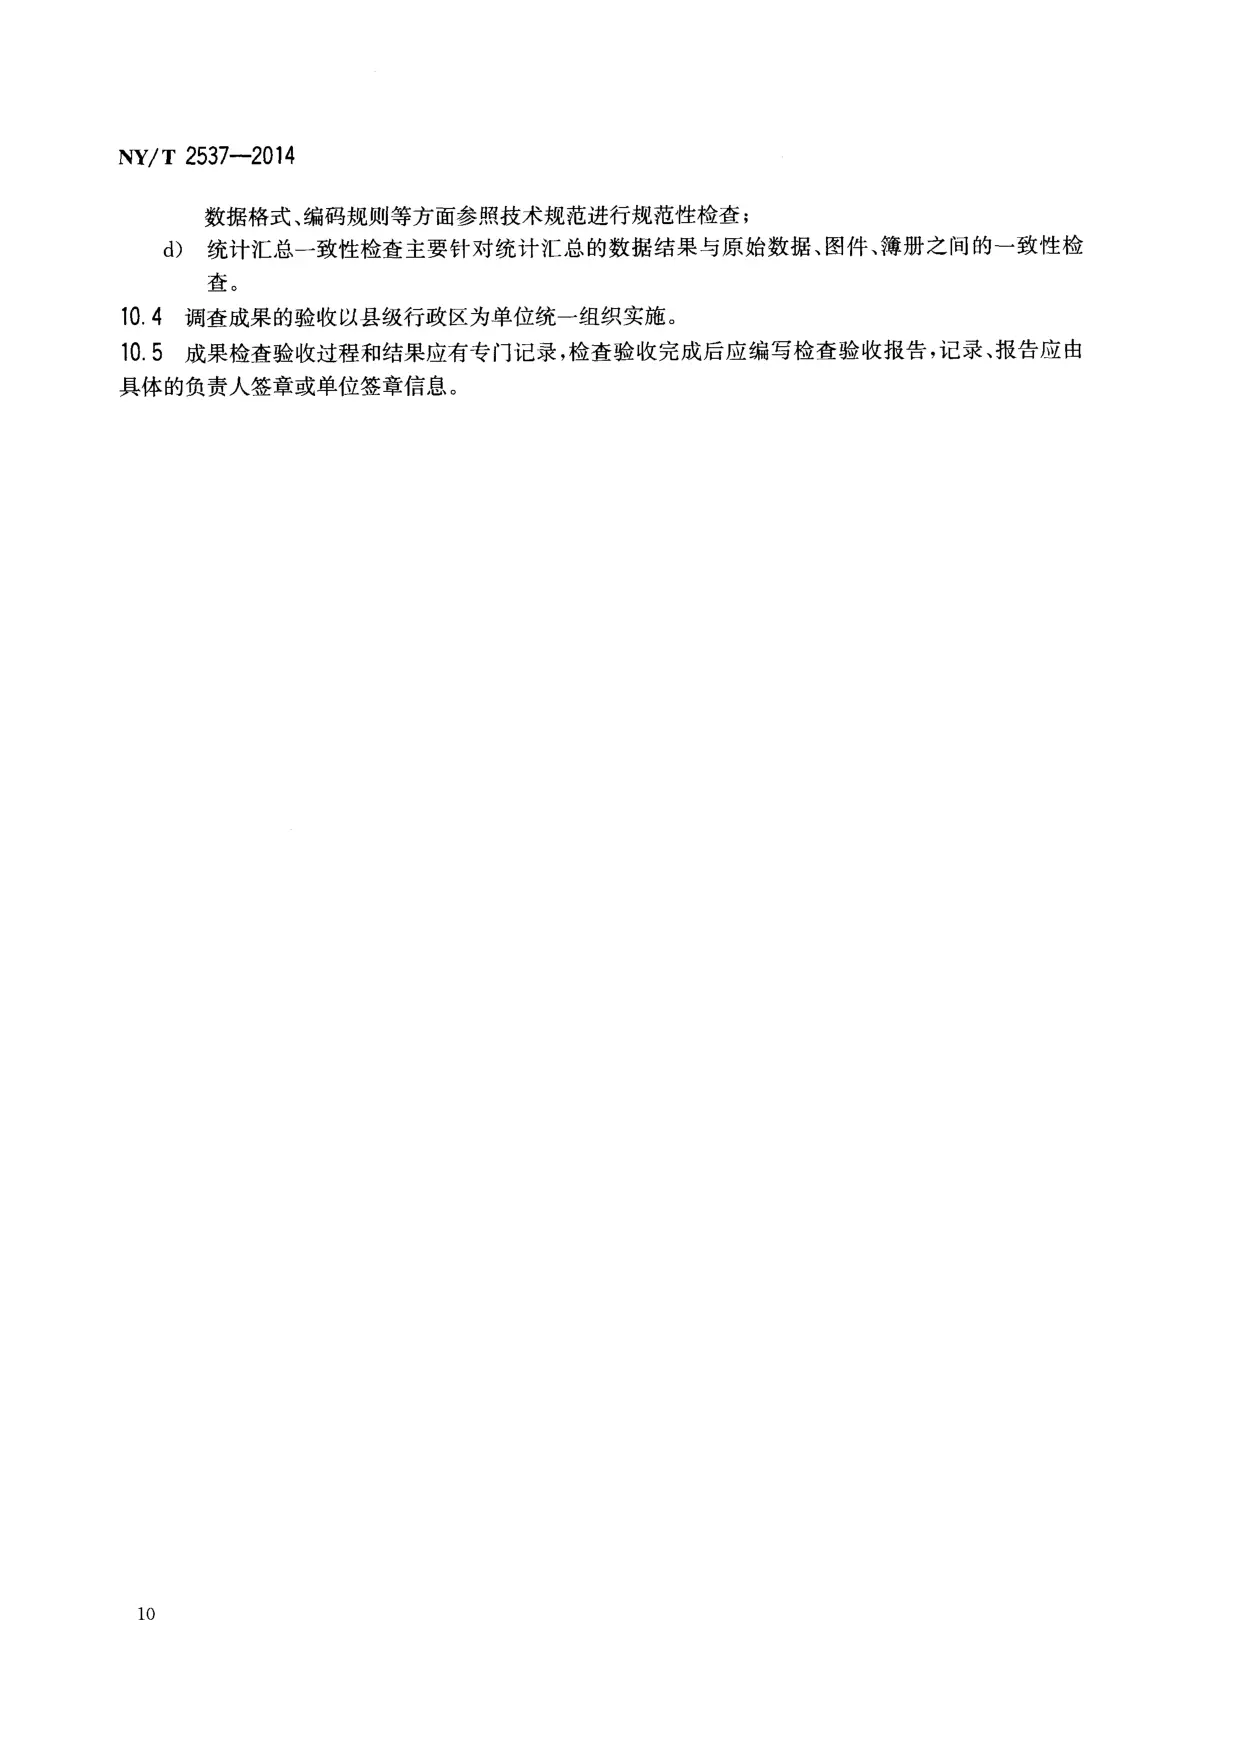 NY/T 2537—2014
数据格式、编码规则等方面参照技术规范进行规范性检查；
d） 统计汇总一致性检查主要针对统计汇总的数据结果与原始数据、图件、簿册之间的一致性检
查。
10.4 调查成果的验收以县级行政区为单位统一组织实施。
10.5 成果检查验收过程和结果应有专门记录，检查验收完成后应编写检查验收报告，记录、报告应由
具体的负责人签章或单位签章信息。
10